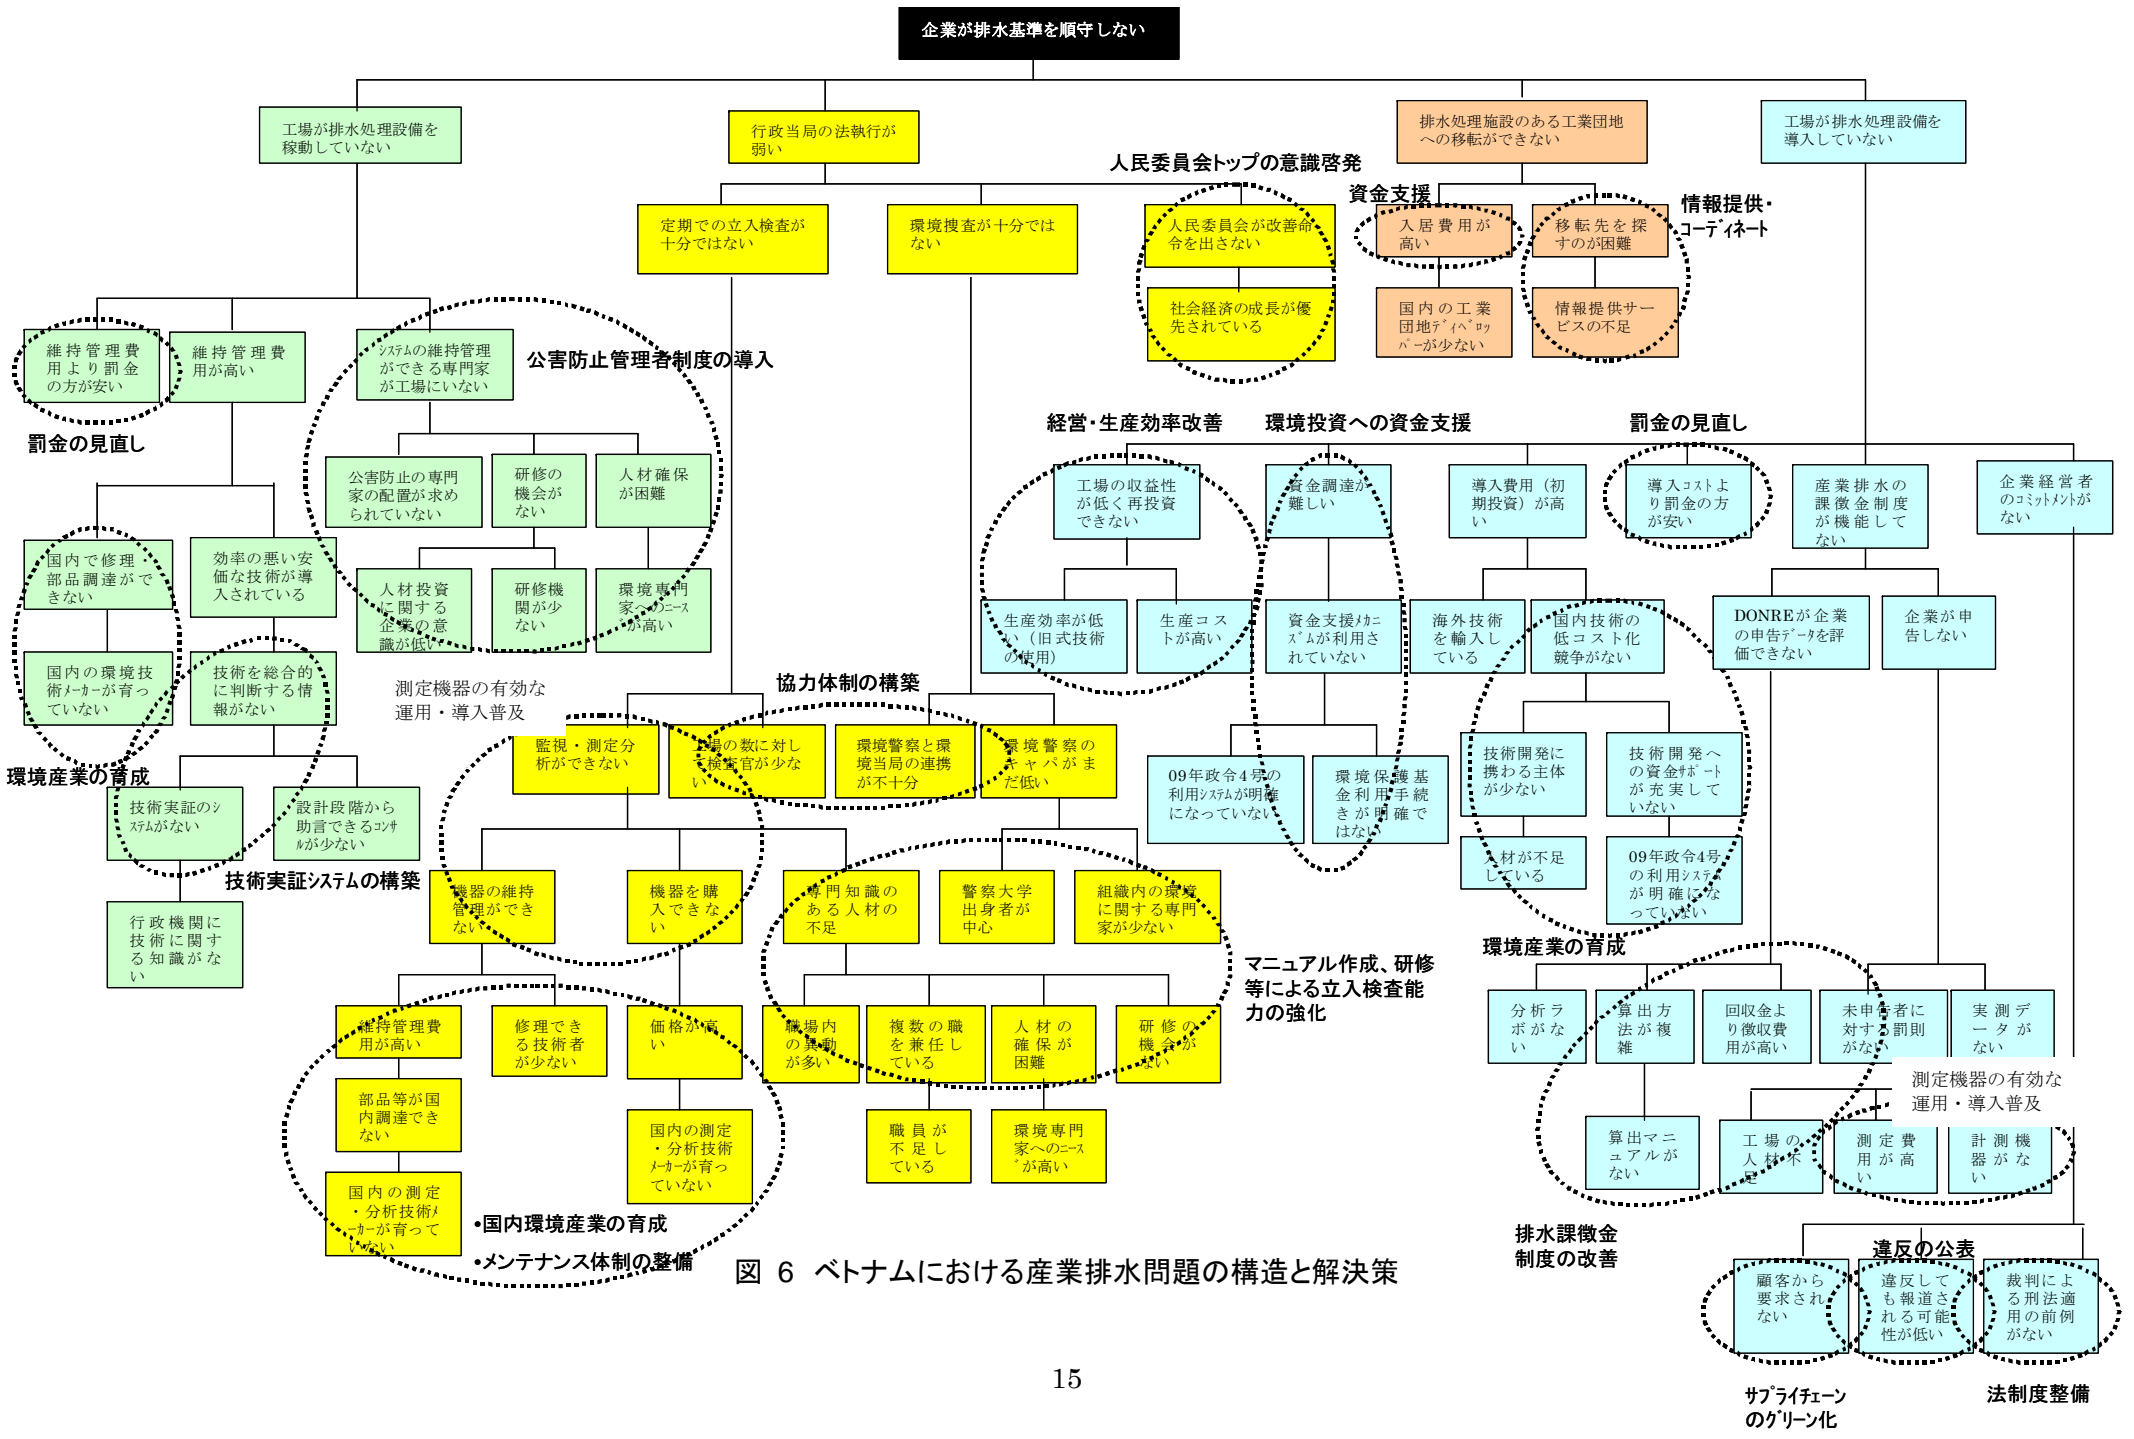 企業が排水基準を順守しない
工場が排水処理設備を
稼動していない
行政当局の法執行が
弱い
排水処理施設のある工業団地
への移転ができない
工場が排水処理設備を
導入していない
人民委員会トップの意識啓発
資金支援
情報提供・
コーディネート
定期での立入検査が
十分ではない
環境捜査が十分では
ない
人民委員会が改善命
令を出さない
入居費用が
高い
移転先を探
すのが困難
社会経済の成長が優
先されている
国内の工業
団地ディベロッ
パーが少ない
情報提供サー
ビスの不足
維持管理費
用より罰金
の方が安い
維持管理費
用が高い
システムの維持管理
ができる専門家
が工場にいない
公害防止管理者制度の導入
罰金の見直し
経営・生産効率改善
環境投資への資金支援
罰金の見直し
公害防止の専門
家の配置が求め
られていない
研修の
機会が
ない
人材確保
が困難
工場の収益性
が低く再投資
できない
資金調達が
難しい
導入費用（初
期投資）が高
い
導入コストよ
り罰金の方
が安い
産業排水の
課徴金制度
が機能して
ない
企業経営者
のコミットメントが
ない
国内で修理・
部品調達がで
きない
効率の悪い安
価な技術が導
入されている
人材投資
に関する
企業の意
識が低い
研修機
関が少
ない
環境専門
家へのニーズ
が高い
生産効率が低
い（旧式技術
の使用）
生産コス
トが高い
資金支援メカニ
ズムが利用さ
れていない
海外技術
を輸入し
ている
国内技術の
低コスト化
競争がない
DONREが企業
の申告データを評
価できない
企業が申
告しない
国内の環境技
術メーカーが育っ
ていない
技術を総合的
に判断する情
報がない
測定機器の有効な
運用・導入普及
協力体制の構築
監視・測定分
析ができない
工場の数に対し
て検査官が少な
い
環境警察と環
境当局の連携
が不十分
環境警察の
キャパがま
だ低い
環境産業の育成
技術実証のシ
ステムがない
設計段階から
助言できるコンサ
ルが少ない
09年政令4号の
利用システムが明確
になっていない
環境保護基
金利用手続
きが明確で
はない
技術開発に
携わる主体
が少ない
技術開発へ
の資金サポート
が充実して
いない
技術実証システムの構築
人材が不足
している
09年政令4号
の利用システム
が明確にな
っていない
行政機関に
技術に関す
る知識がな
い
機器の維持
管理ができ
ない
機器を購
入できな
い
専門知識の
ある人材の
不足
警察大学
出身者が
中心
組織内の環境
に関する専門
家が少ない
環境産業の育成
マニュアル作成、研修
等による立入検査能
力の強化
維持管理費
用が高い
修理でき
る技術者
が少ない
価格が高
い
職場内
の異動
が多い
複数の職
を兼任し
ている
人材の
確保が
困難
研修の
機会が
ない
分析ラ
ボがな
い
算出方
法が複
雑
回収金よ
り徴収費
用が高い
未申告者に
対する罰則
がない
実測デ
ータが
ない
測定機器の有効な
運用・導入普及
部品等が国
内調達でき
ない
国内の測定
・分析技術
メーカーが育っ
ていない
職員が
不足し
ている
環境専門
家へのニーズ
が高い
算出マニ
ュアルが
ない
工場の
人材不
足
測定費
用が高
い
計測機
器がな
い
国内の測定
・分析技術メ
ーカーが育って
いない
•国内環境産業の育成
•メンテナンス体制の整備
排水課徴金
制度の改善
違反の公表
図 6 ベトナムにおける産業排水問題の構造と解決策
顧客から
要求され
ない
違反して
も報道さ
れる可能
性が低い
裁判によ
る刑法適
用の前例
がない
15
サプライチェーン
のグリーン化
法制度整備